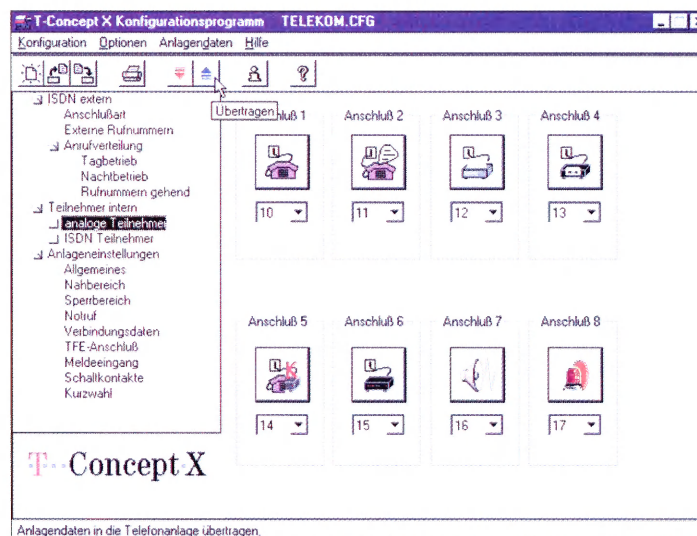 T-Concept X Konfigurationsprogramm TELEKOM.CFG
Konfiguration Optionen Anlagendaten Hilfe
Übertragen
ISDN extern
Anschlußart
Externe Rufnummern
Anrufverteilung
Tagbetrieb
Nachtbetrieb
Rufnummern gehend
Teilnehmer intern
analoge Teilnehmer
ISDN Teilnehmer
Anlageneinstellungen
Allgemeines
Nahbereich
Sperrbereich
Notruf
Verbindungsdaten
TFE-Anschluß
Meldeeingang
Schaltkontakte
Kurzwahl
T Concept X
luß 1 Anschluß 2 Anschluß 3 Anschluß 4
10 11 12 13
Anschluß 5 Anschluß 6 Anschluß 7 Anschluß 8
14 15 16 17
Anlagendaten in die Telefonanlage übertragen.